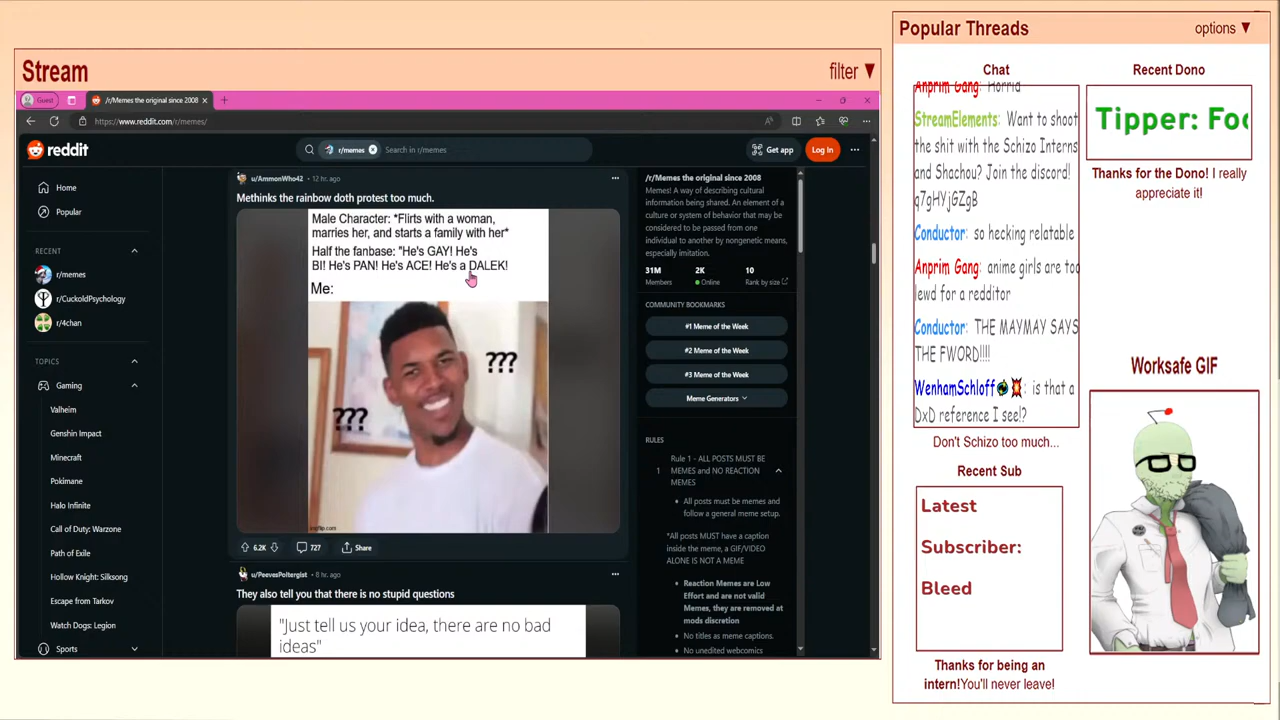 Stream
filter ▼
Guest
/r/Memes the original since 2008
https://www.reddit.com/r/memes/
reddit
r/memes
Search in r/memes
Get app
Log In
Home
Popular
RECENT
r/memes
r/CuckoldPsychology
r/4chan
TOPICS
Gaming
Valheim
Genshin Impact
Minecraft
Pokimane
Halo Infinite
Call of Duty: Warzone
Path of Exile
Hollow Knight: Silksong
Escape from Tarkov
Watch Dogs: Legion
Sports
u/AmmonWho42 • 12 hr. ago
Methinks the rainbow doth protest too much.
Male Character: *Flirts with a woman,
marries her, and starts a family with her*
Half the fanbase: "He's GAY! He's
BI! He's PAN! He's ACE! He's a DALEK!
Me:
???
???
imgflip.com
6.2K
727
Share
u/PeevesPoltergist • 8 hr. ago
They also tell you that there is no stupid questions
"Just tell us your idea, there are no bad
ideas"
/r/Memes the original since 2008
Memes! A way of describing cultural
information being shared. An element of a
culture or system of behavior that may be
considered to be passed from one
individual to another by nongenetic means,
especially imitation.
31M
Members
2K
Online
10
Rank by size
COMMUNITY BOOKMARKS
#1 Meme of the Week
#2 Meme of the Week
#3 Meme of the Week
Meme Generators
RULES
1
Rule 1 - ALL POSTS MUST BE
MEMES and NO REACTION
MEMES
• All posts must be memes and
follow a general meme setup.
*All posts MUST have a caption
inside the meme, a GIF/VIDEO
ALONE IS NOT A MEME
• Reaction Memes are Low
Effort and are not valid
Memes, they are removed at
mods discretion
• No titles as meme captions.
• No unedited webcomics
Popular Threads
options ▼
Chat
Anprim Gang: Horrid
StreamElements: Want to shoot
the shit with the Schizo Interns
and Shachou? Join the discord!
q7gHYjGZgB
Conductor: so hecking relatable
Anprim Gang: anime girls are too
lewd for a redditor
Conductor: THE MAYMAY SAYS
THE FWORD!!!!
WenhamSchloff: is that a
DxD reference I see!?
Don't Schizo too much...
Recent Sub
Latest
Subscriber:
Bleed
Thanks for being an
intern!You'll never leave!
Recent Dono
Tipper: Foo
Thanks for the Dono! I really
appreciate it!
Worksafe GIF